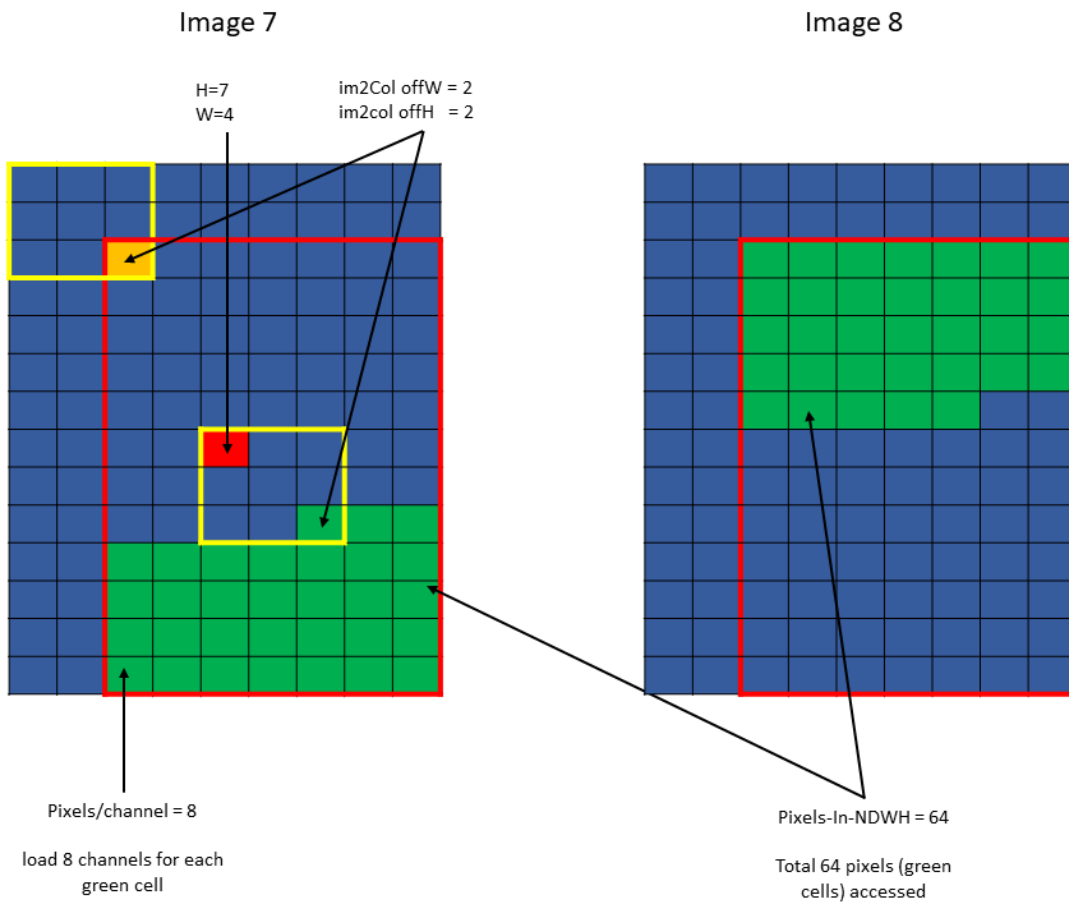 Image 7
Image 8
H=7
W=4
im2Col offW = 2
im2col offH  = 2
Pixels/channel = 8
load 8 channels for each
green cell
Pixels-In-NDWH = 64
Total 64 pixels (green
cells) accessed